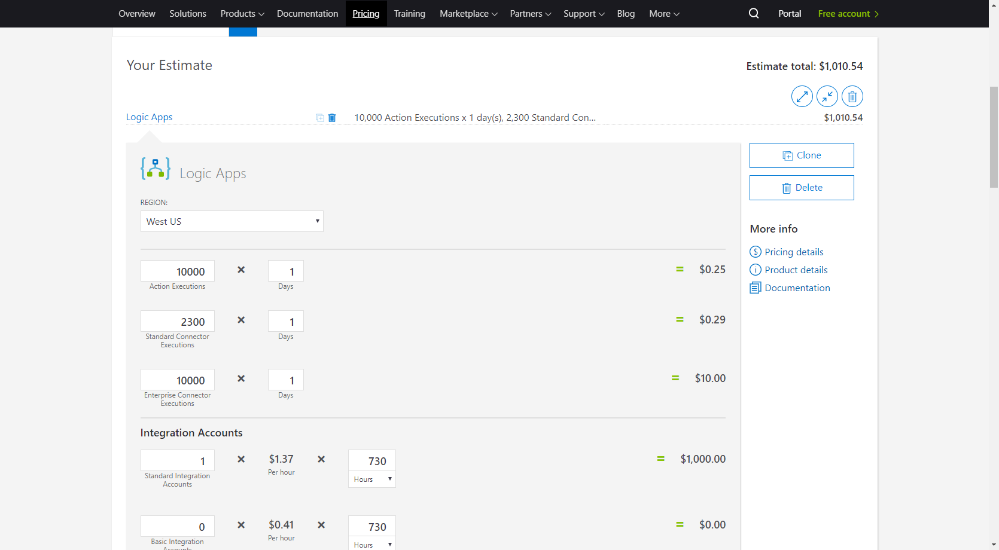 Overview Solutions Products Documentation Pricing Training Marketplace Partners Support Blog More Portal Free account
Your Estimate
Estimate total: $1,010.54
Logic Apps 10,000 Action Executions x 1 day(s), 2,300 Standard Con... $1,010.54
Logic Apps
REGION:
West US
10000 × 1 = $0.25
Action Executions Days
2300 × 1 = $0.29
Standard Connector Days
Executions
10000 × 1 = $10.00
Enterprise Connector Days
Executions
Integration Accounts
1 × $1.37 × 730 = $1,000.00
Per hour
Standard Integration Hours
Accounts
0 × $0.41 × 730 = $0.00
Per hour
Basic Integration Hours
Accounts
Clone
Delete
More info
Pricing details
Product details
Documentation